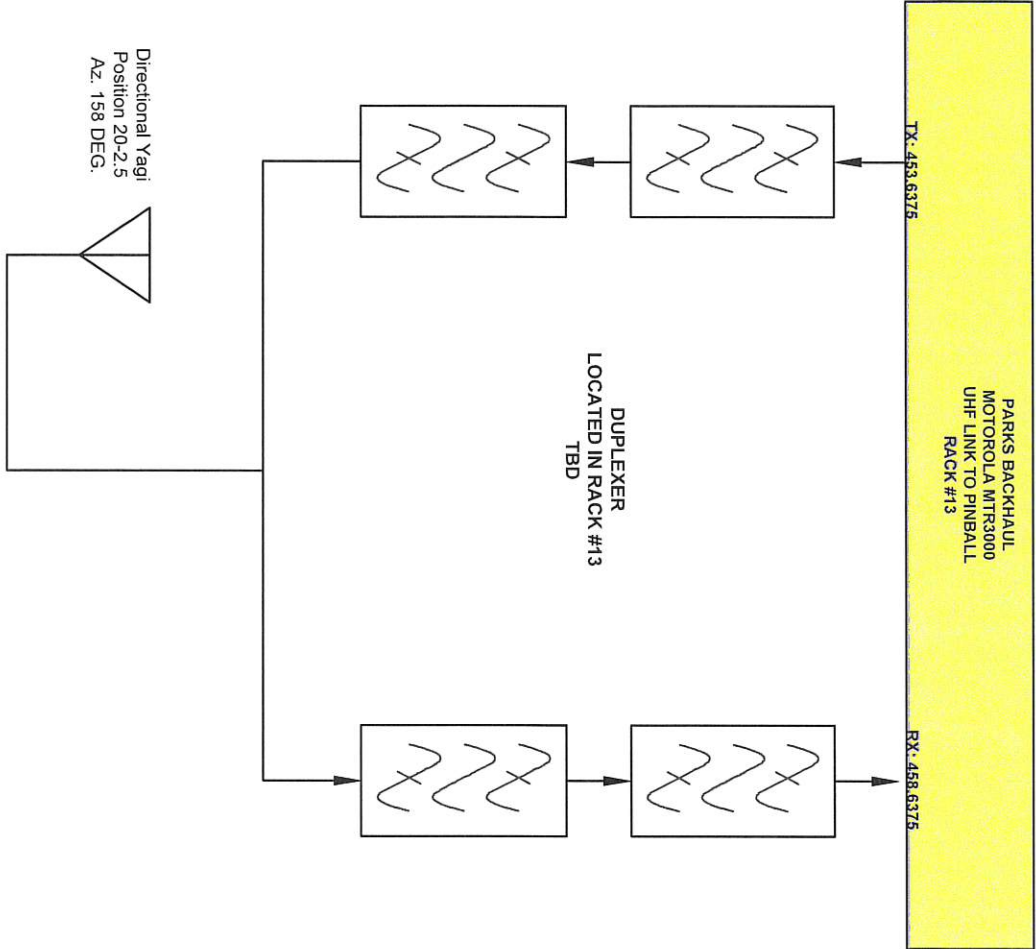 PARKS BACKHAUL
MOTOROLA MTR3000
UHF LINK TO PINBALL
RACK #13
TX: 453.6375
RX: 458.6375
DUPLEXER
LOCATED IN RACK #13
TBD
Directional Yagi
Position 20-2.5
Az. 158 DEG.